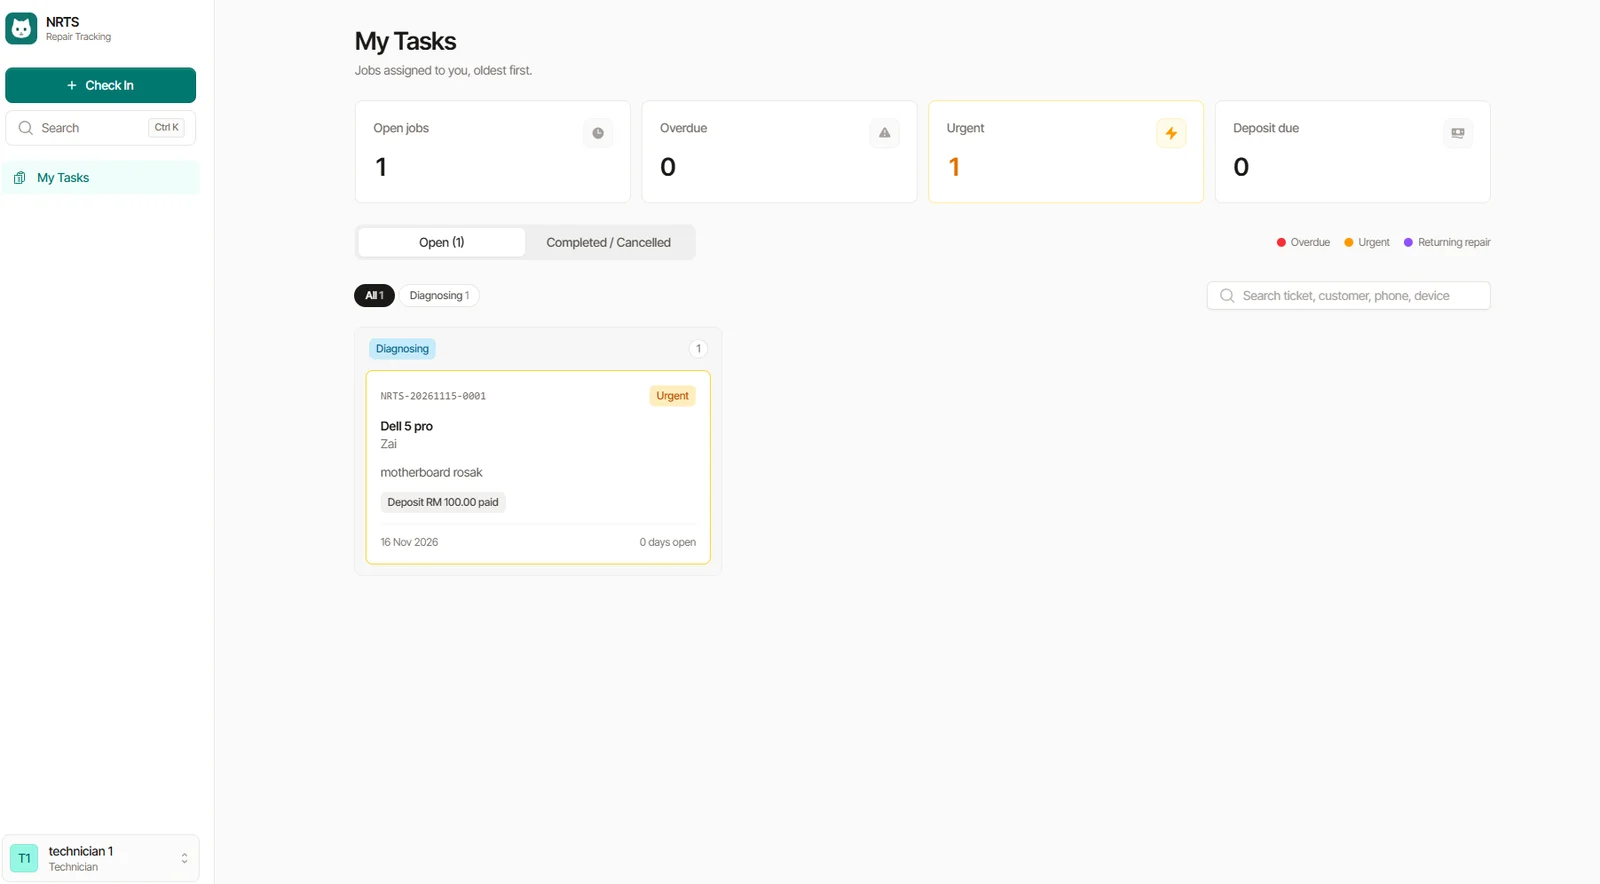 NRTS
Repair Tracking
+ Check In
Search Ctrl K
My Tasks
My Tasks
Jobs assigned to you, oldest first.
Open jobs
1
Overdue
0
Urgent
1
Deposit due
0
Open (1) Completed / Cancelled
Overdue Urgent Returning repair
All 1 Diagnosing 1
Search ticket, customer, phone, device
Diagnosing 1
NRTS-20261115-0001 Urgent
Dell 5 pro
Zai
motherboard rosak
Deposit RM 100.00 paid
16 Nov 2026 0 days open
T1
technician 1
Technician